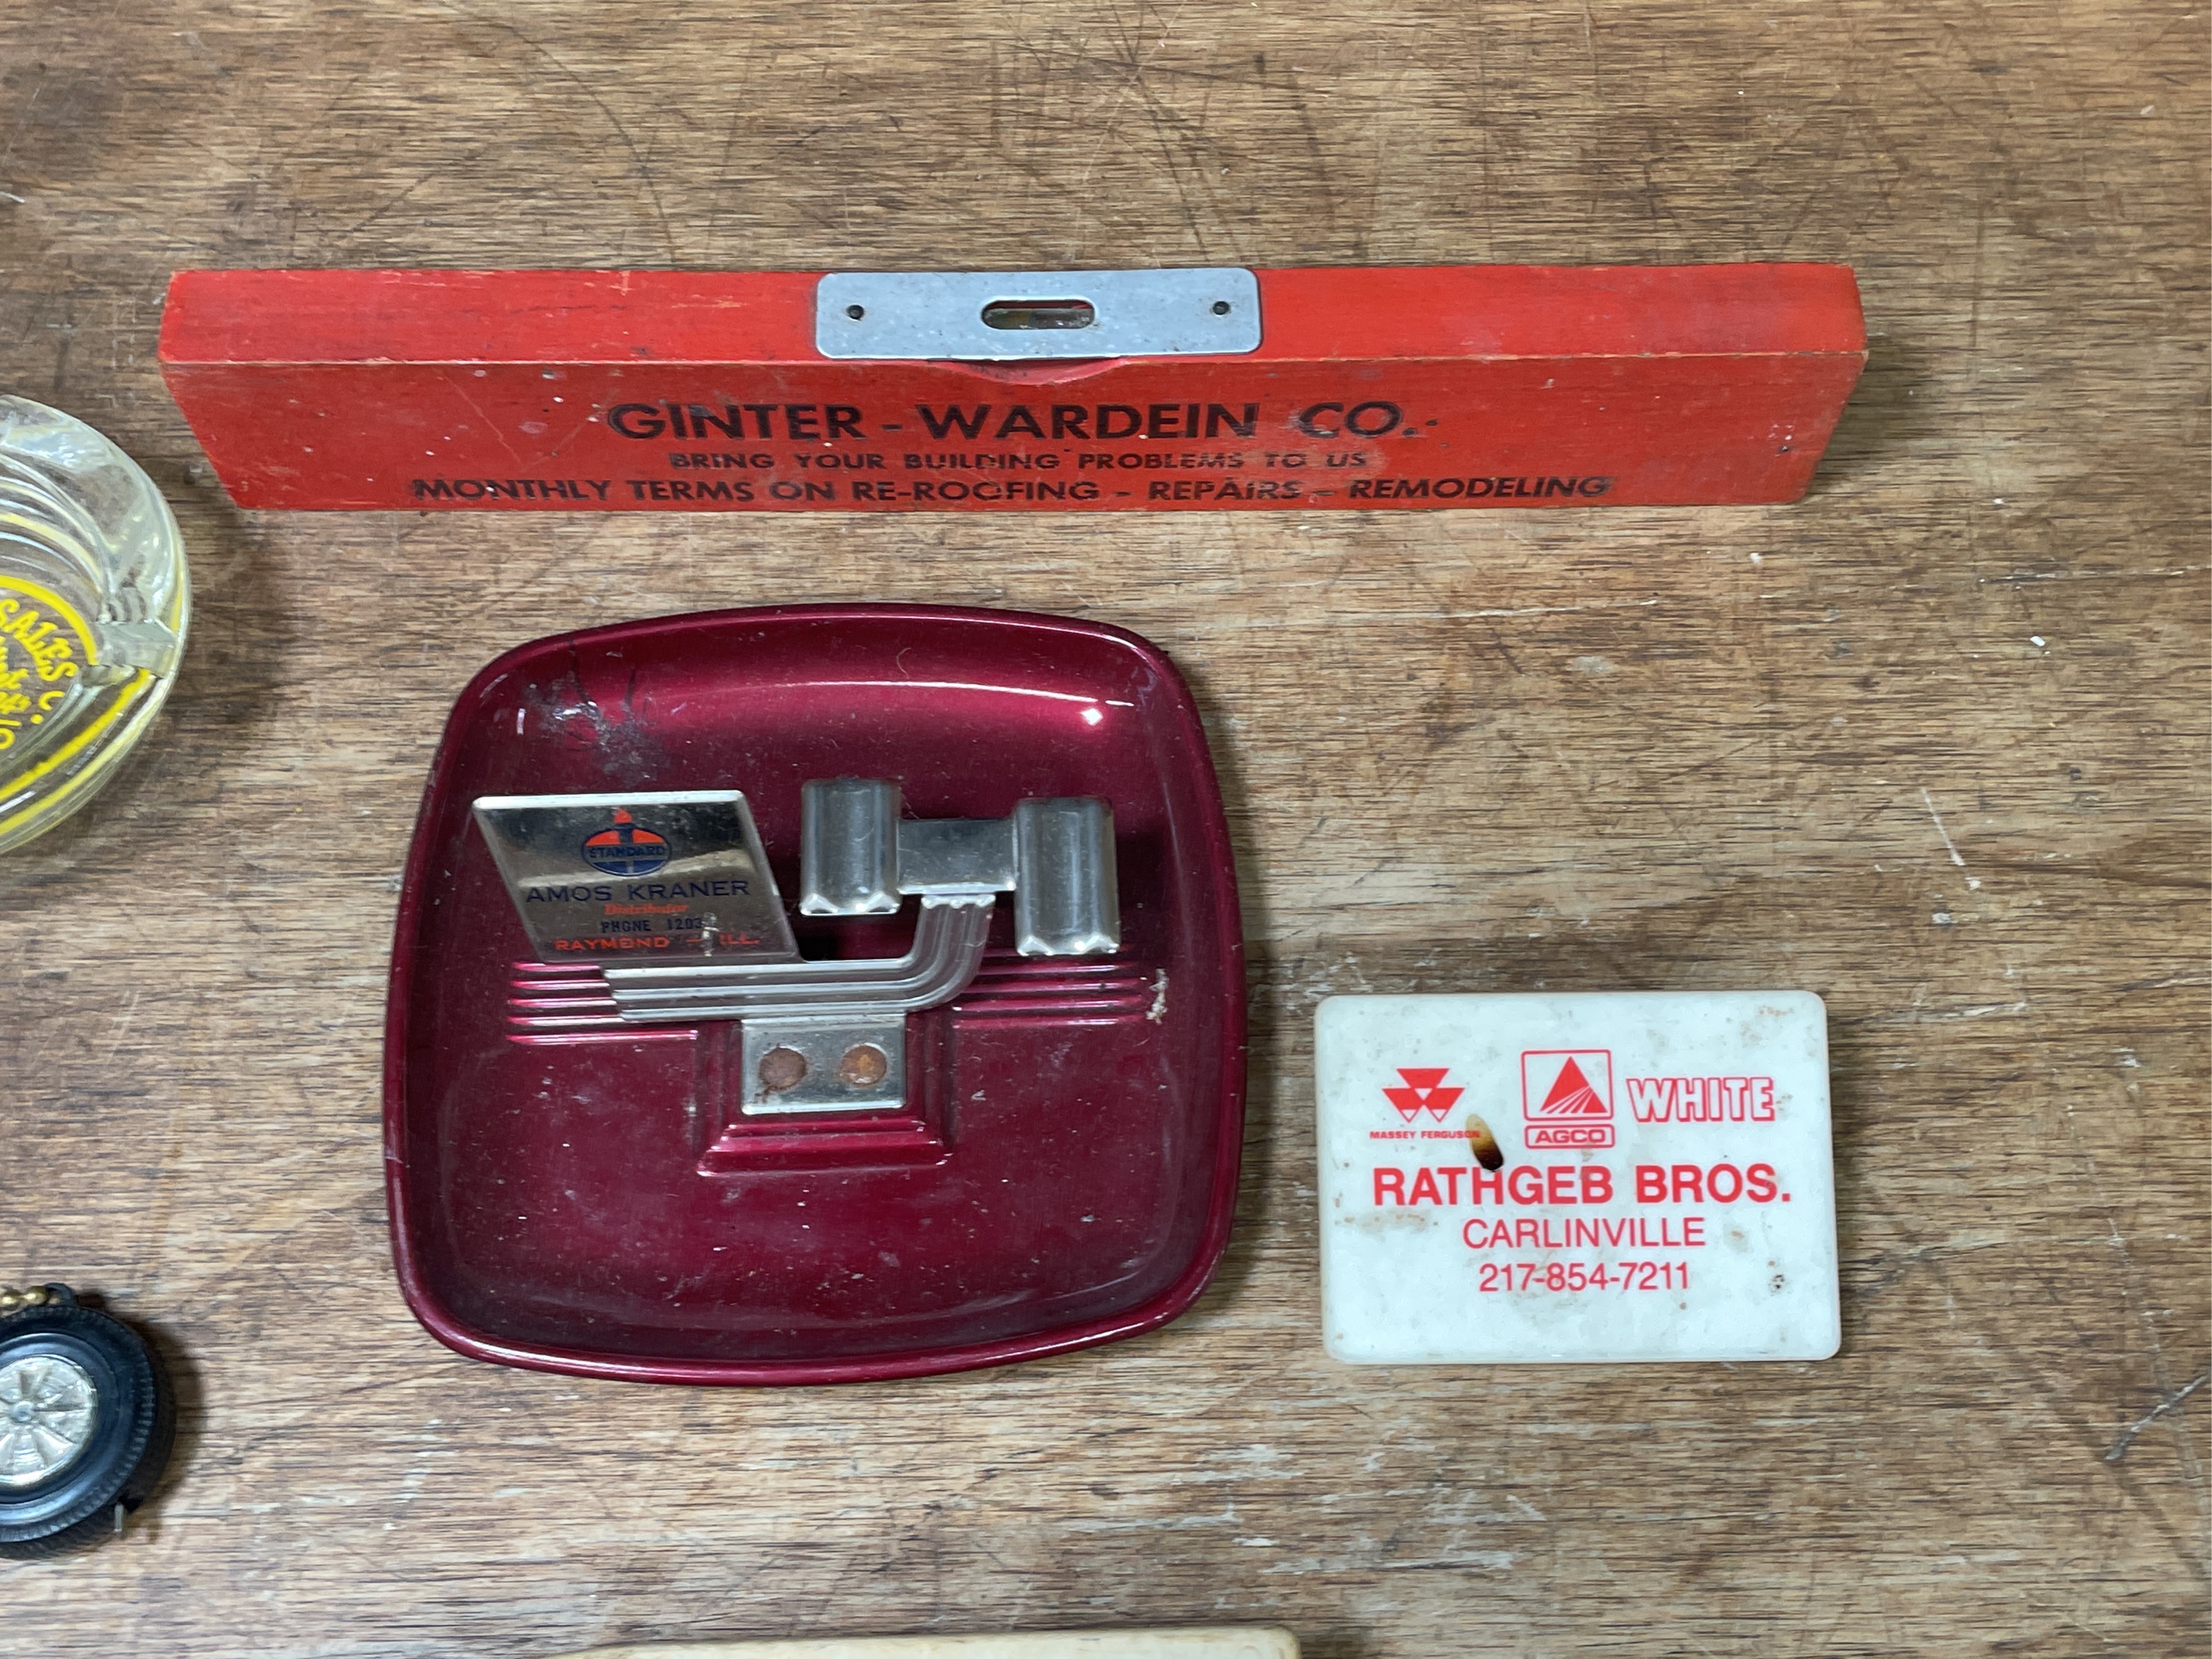 GINTER - WARDEIN CO.
BRING YOUR BUILDING PROBLEMS TO US
MONTHLY TERMS ON RE-ROOFING - REPAIRS - REMODELING
SALES
STANDARD
AMOS KRANER
Distributor
PHONE 1203
RAYMOND - ILL.
MASSEY FERGUSON
AGCO
WHITE
RATHGEB BROS.
CARLINVILLE
217-854-7211